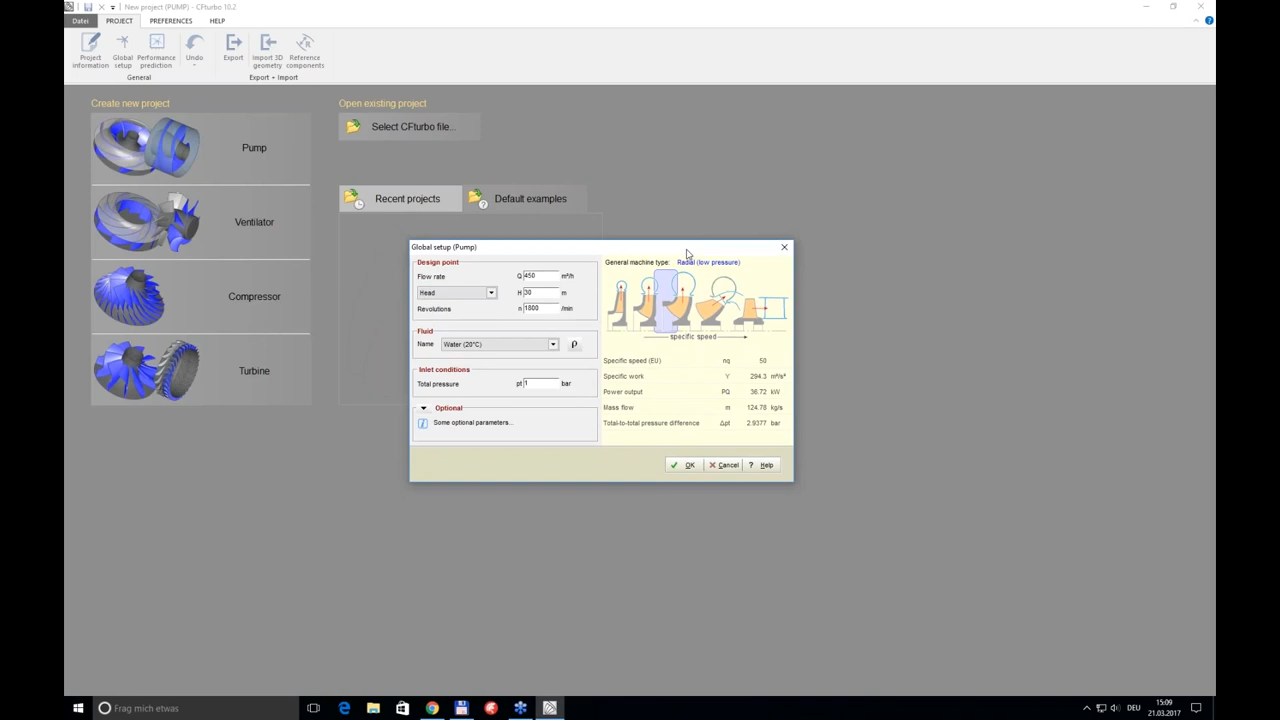 New project (PUMP) - CFturbo 10.2
Datei PROJECT PREFERENCES HELP
Project information
Global setup
Performance prediction
Undo
Export
Import 3D geometry
Reference components
General
Export + Import
Create new project
Pump
Ventilator
Compressor
Turbine
Open existing project
Select CFturbo file...
Recent projects
Default examples
Global setup (Pump)
Design point
Flow rate Q 450 m³/h
Head H 30 m
Revolutions n 1800 /min
Fluid
Name Water (20°C) ρ
Inlet conditions
Total pressure pt 1 bar
Optional
Some optional parameters...
General machine type: Radial (low pressure)
specific speed
Specific speed (EU) nq 50
Specific work Y 294.3 m²/s²
Power output PQ 36.72 kW
Mass flow m 124.78 kg/s
Total-to-total pressure difference Δpt 2.9377 bar
OK Cancel ? Help
Frag mich etwas
DEU
15:09
21.03.2017